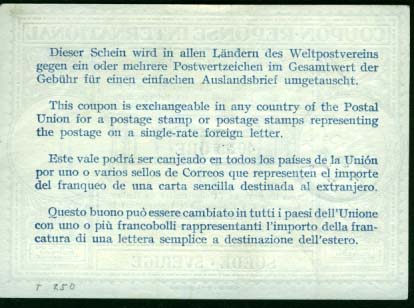 Dieser Schein wird in allen Ländern des Weltpostvereins
gegen ein oder mehrere Postwertzeichen im Gesamtwert der
Gebühr für einen einfachen Auslandsbrief umgetauscht.
This coupon is exchangeable in any country of the Postal
Union for a postage stamp or postage stamps representing
the postage on a single-rate foreign letter.
Este vale podrá ser canjeado en todos los países de la Unión
por uno o varios sellos de Correos que representen el importe
del franqueo de una carta sencilla destinada al extranjero.
Questo buono può essere cambiato in tutti i paesi dell'Unione
con uno o più francobolli rappresentanti l'importo della fran-
catura di una lettera semplice a destinazione dell'estero.
T 250